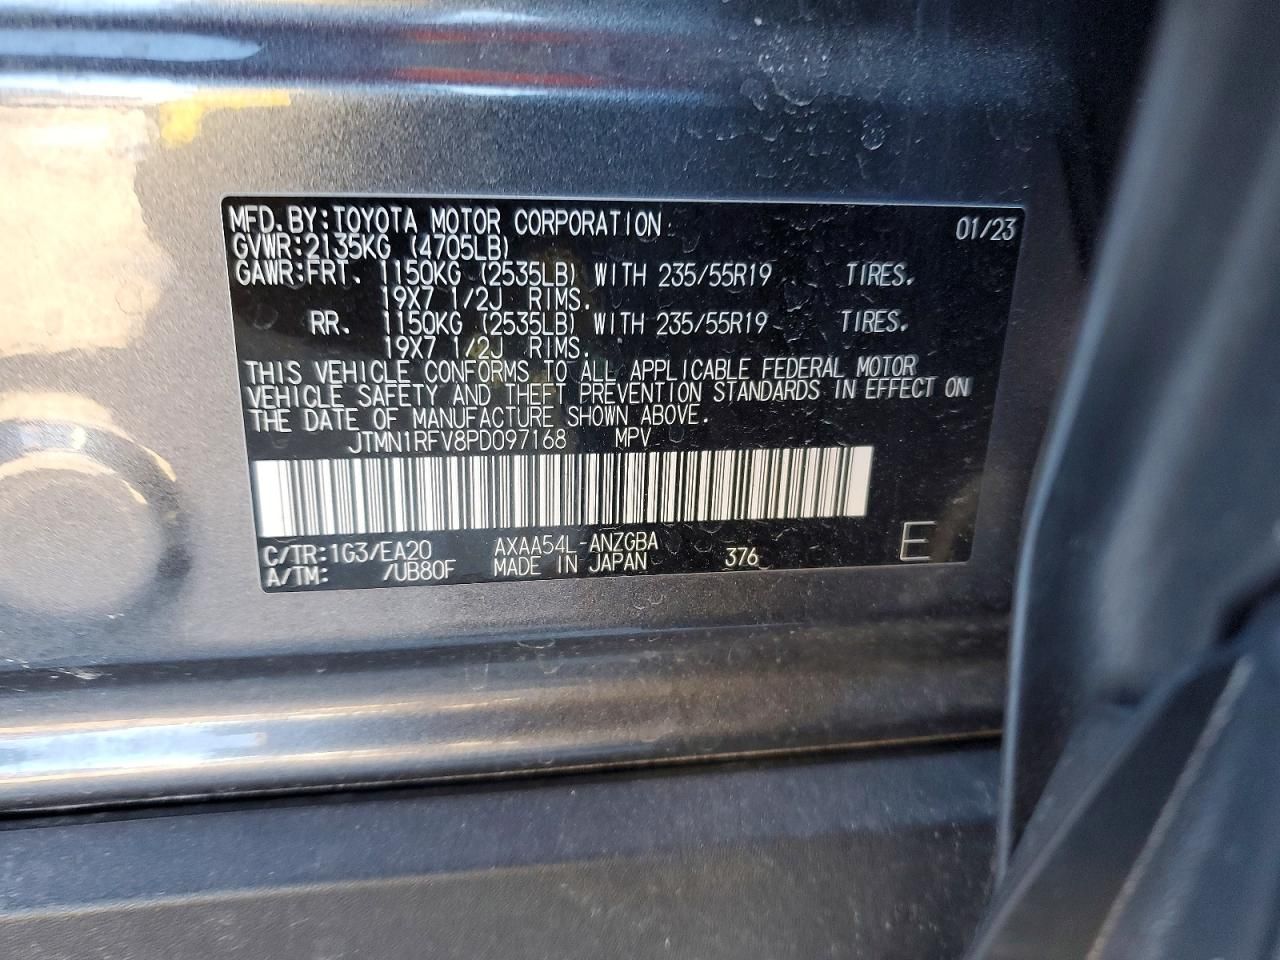 MFD.BY:TOYOTA MOTOR CORPORATION 01/23
GVWR:2135KG (4705LB)
GAWR:FRT. 1150KG (2535LB) WITH 235/55R19 TIRES.
19X7 1/2J RIMS.
RR. 1150KG (2535LB) WITH 235/55R19 TIRES.
19X7 1/2J RIMS.
THIS VEHICLE CONFORMS TO ALL APPLICABLE FEDERAL MOTOR
VEHICLE SAFETY AND THEFT PREVENTION STANDARDS IN EFFECT ON
THE DATE OF MANUFACTURE SHOWN ABOVE.
JTMN1RFV8PD097168 MPV
C/TR:1G3/EA20 AXAA54L-ANZGBA 376 E
A/TM: /UB80F MADE IN JAPAN